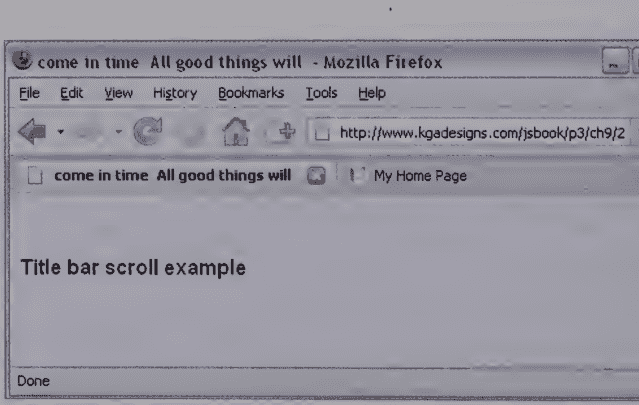 come in time  All good things will  - Mozilla Firefox
File  Edit  View  History  Bookmarks  Tools  Help
http://www.kgadesigns.com/jsbook/p3/ch9/2
come in time  All good things will  My Home Page
Title bar scroll example
Done